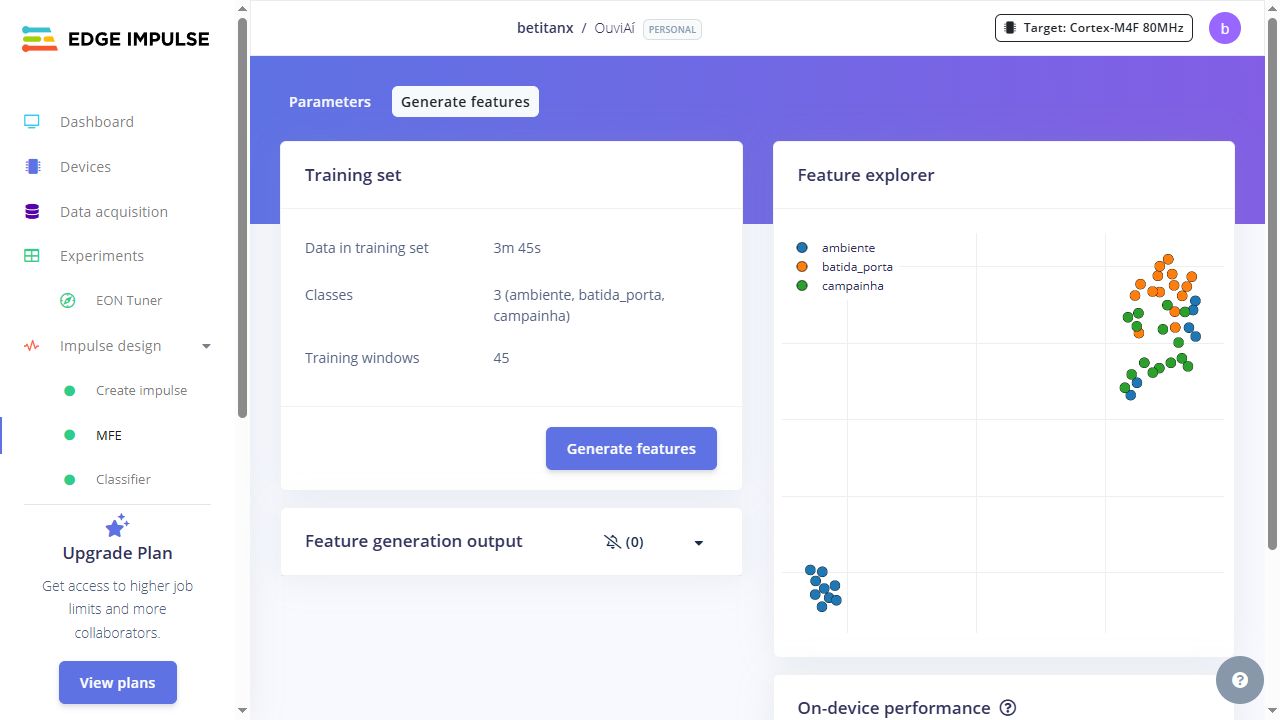 EDGE IMPULSE
betitanx / OuviAí PERSONAL
Target: Cortex-M4F 80MHz
b
Dashboard
Devices
Data acquisition
Experiments
EON Tuner
Impulse design
Create impulse
MFE
Classifier
Upgrade Plan
Get access to higher job
limits and more
collaborators.
View plans
Parameters
Generate features
Training set
Data in training set 3m 45s
Classes 3 (ambiente, batida_porta,
campainha)
Training windows 45
Generate features
Feature generation output (0)
Feature explorer
ambiente
batida_porta
campainha
On-device performance ?
?